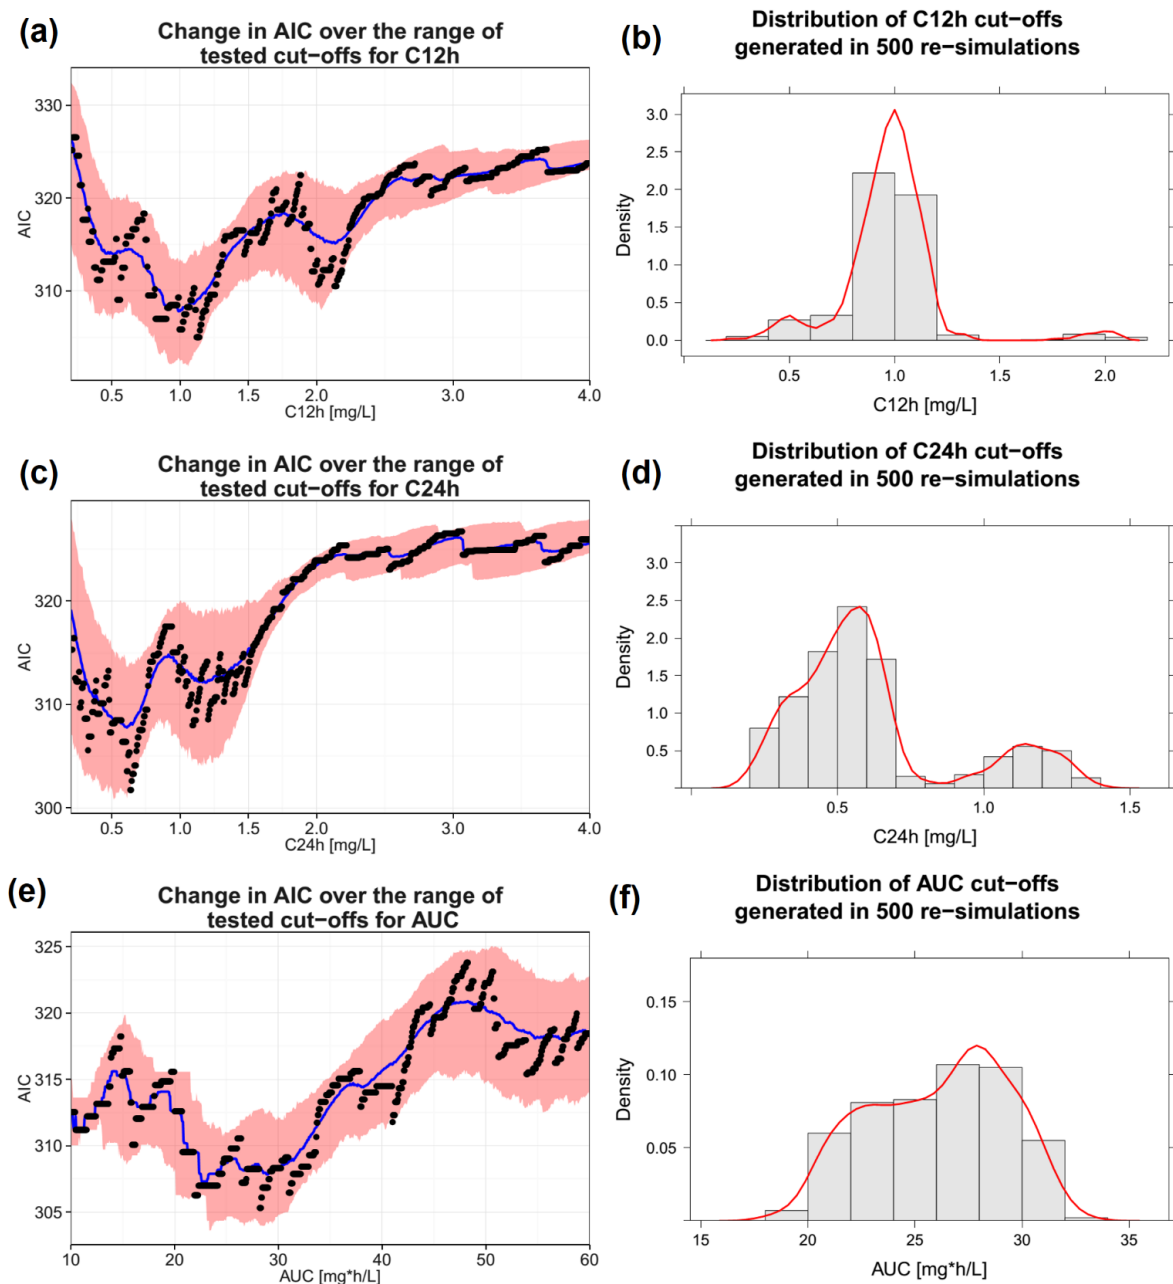 (a)
Change in AIC over the range of
tested cut−offs for C12h
330
320
310
AIC
0.5 1.0 1.5 2.0 3.0 4.0
C12h [mg/L]
(b)
Distribution of C12h cut−offs
generated in 500 re−simulations
3.0
2.5
2.0
1.5
1.0
0.5
0.0
Density
0.5 1.0 1.5 2.0
C12h [mg/L]
(c)
Change in AIC over the range of
tested cut−offs for C24h
320
310
300
AIC
0.5 1.0 1.5 2.0 3.0 4.0
C24h [mg/L]
(d)
Distribution of C24h cut−offs
generated in 500 re−simulations
3.0
2.5
2.0
1.5
1.0
0.5
Density
0.5 1.0 1.5
C24h [mg/L]
(e)
Change in AIC over the range of
tested cut−offs for AUC
325
320
315
310
305
AIC
10 20 30 40 50 60
AUC [mg*h/L]
(f)
Distribution of AUC cut−offs
generated in 500 re−simulations
0.15
0.10
0.05
Density
15 20 25 30 35
AUC [mg*h/L]